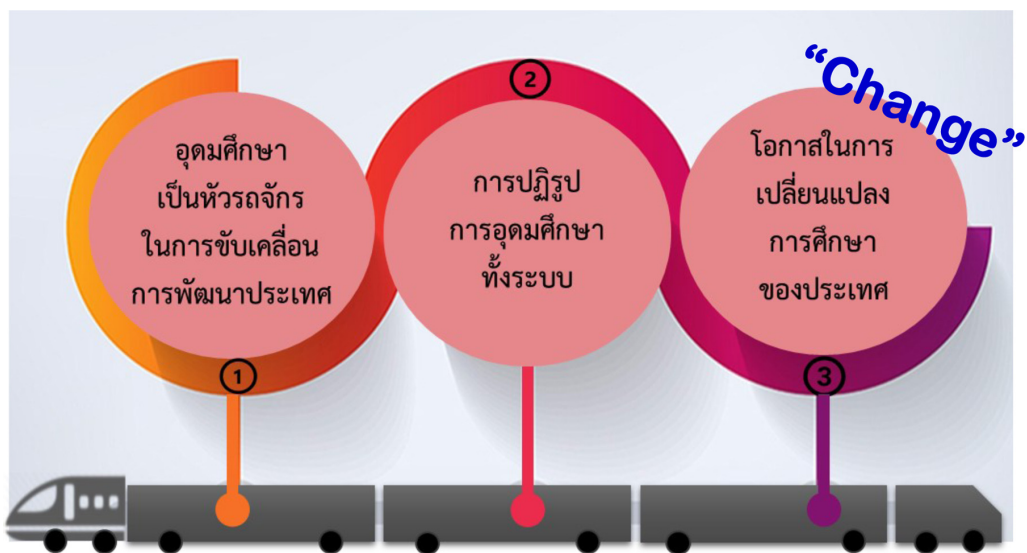 อุดมศึกษา
เป็นหัวรถจักร
ในการขับเคลื่อน
การพัฒนาประเทศ
1
2
การปฏิรูป
การอุดมศึกษา
ทั้งระบบ
“Change”
โอกาสในการ
เปลี่ยนแปลง
การศึกษา
ของประเทศ
3